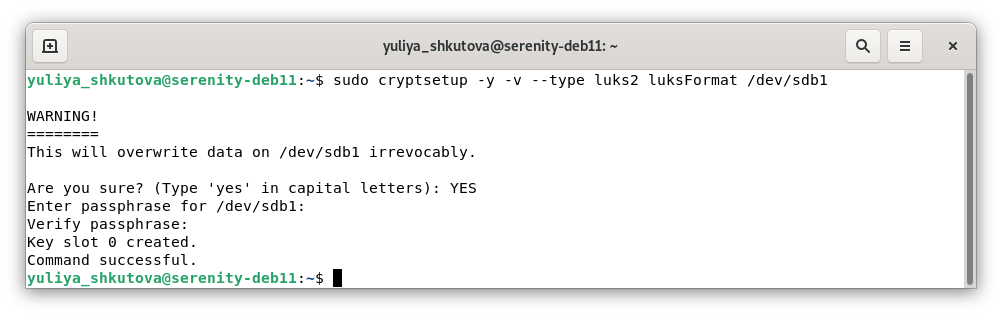 yuliya_shkutova@serenity-deb11: ~
yuliya_shkutova@serenity-deb11:~$ sudo cryptsetup -y -v --type luks2 luksFormat /dev/sdb1
WARNING!
========
This will overwrite data on /dev/sdb1 irrevocably.
Are you sure? (Type 'yes' in capital letters): YES
Enter passphrase for /dev/sdb1:
Verify passphrase:
Key slot 0 created.
Command successful.
yuliya_shkutova@serenity-deb11:~$